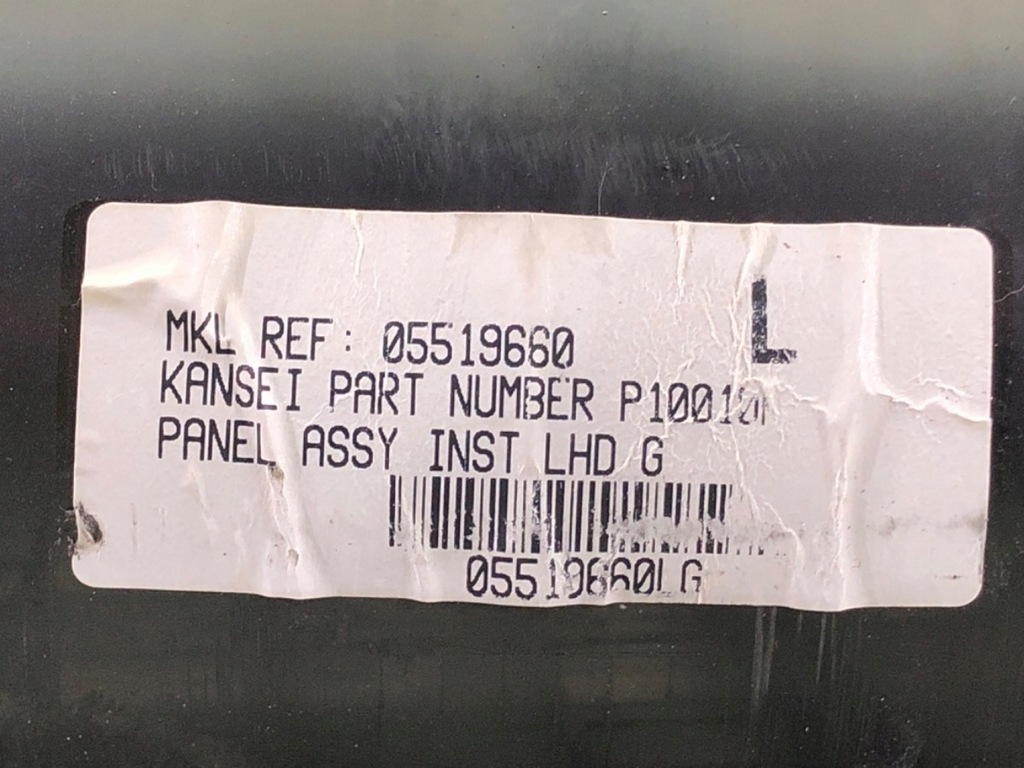 L
MKL REF: 05519660
KANSEI PART NUMBER
PANEL ASSY INST LHD G
05519660LG